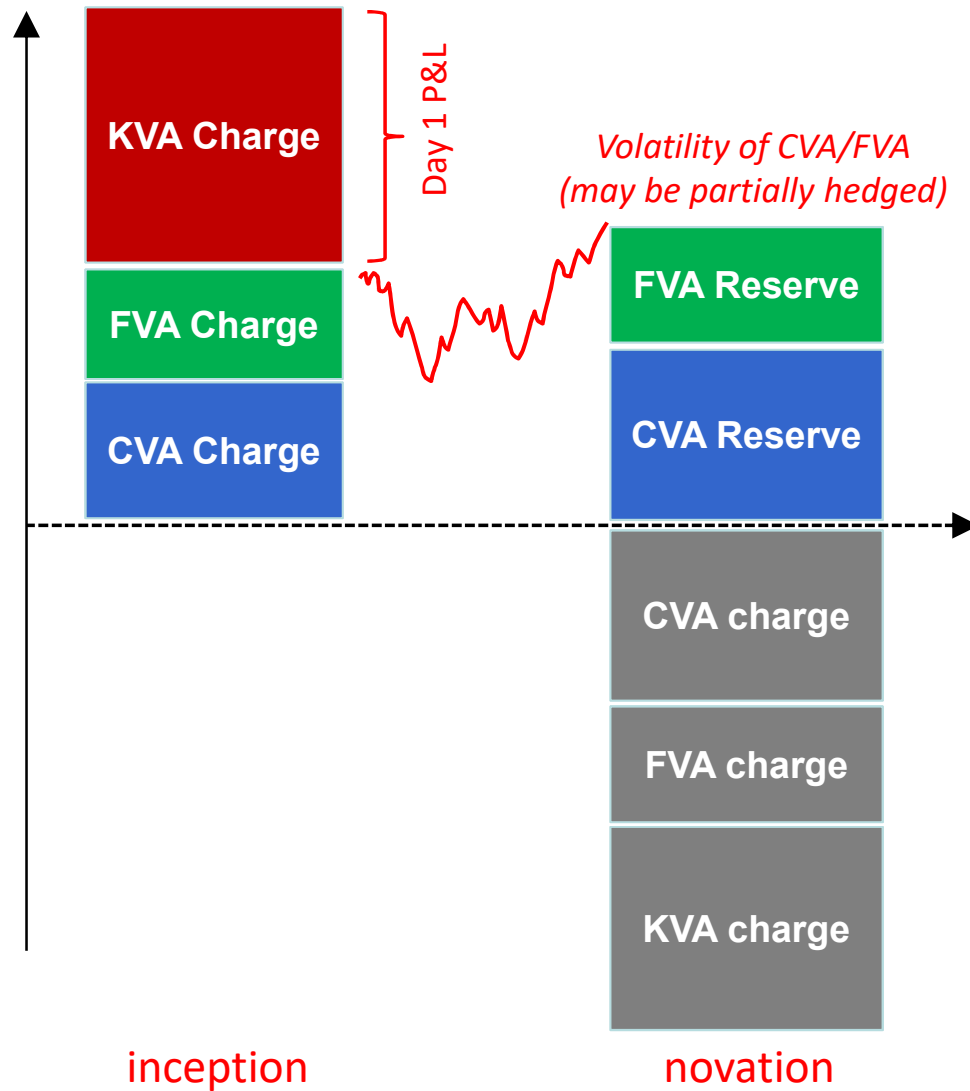 KVA Charge
FVA Charge
CVA Charge
Day 1 P&L
Volatility of CVA/FVA
(may be partially hedged)
FVA Reserve
CVA Reserve
CVA charge
FVA charge
KVA charge
inception
novation